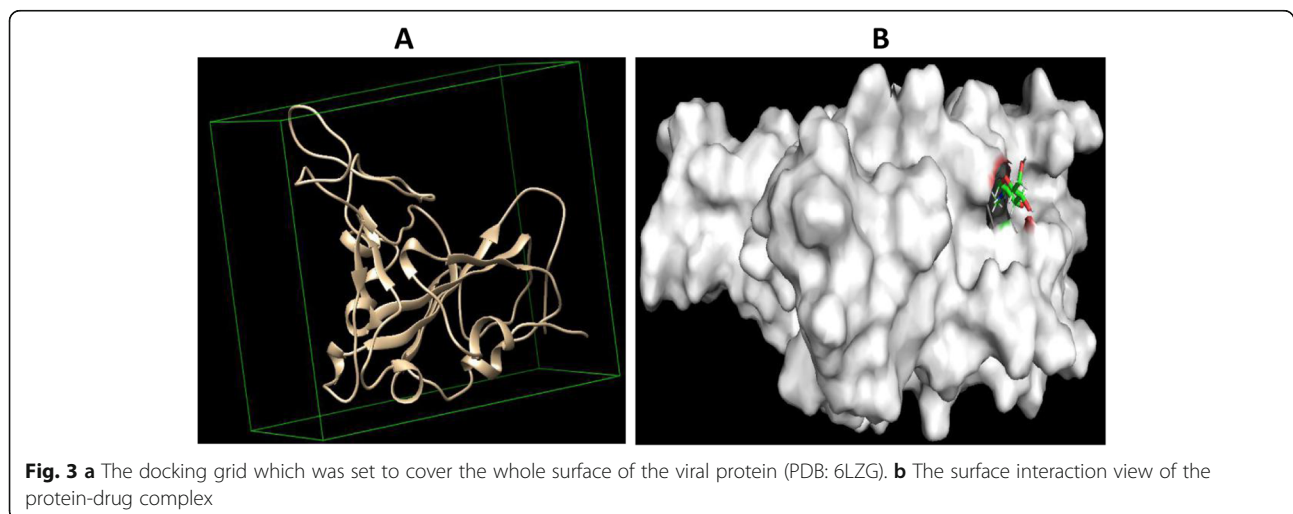 A
B
Fig. 3 a The docking grid which was set to cover the whole surface of the viral protein (PDB: 6LZG). b The surface interaction view of the
protein-drug complex